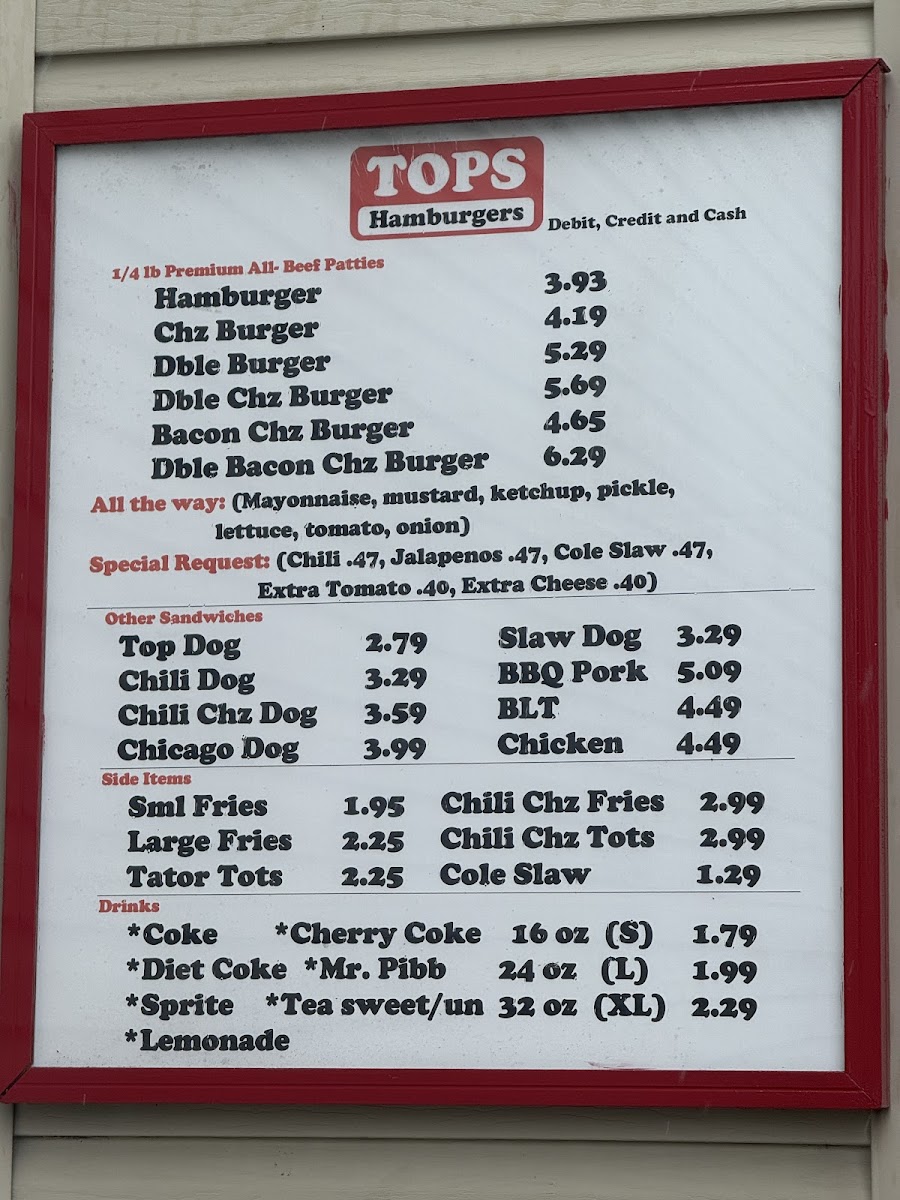 TOPS
Hamburgers
Debit, Credit and Cash
1/4 lb Premium All- Beef Patties
Hamburger 3.93
Chz Burger 4.19
Dble Burger 5.29
Dble Chz Burger 5.69
Bacon Chz Burger 4.65
Dble Bacon Chz Burger 6.29
All the way: (Mayonnaise, mustard, ketchup, pickle,
lettuce, tomato, onion)
Special Request: (Chili .47, Jalapenos .47, Cole Slaw .47,
Extra Tomato .40, Extra Cheese .40)
Other Sandwiches
Top Dog 2.79 Slaw Dog 3.29
Chili Dog 3.29 BBQ Pork 5.09
Chili Chz Dog 3.59 BLT 4.49
Chicago Dog 3.99 Chicken 4.49
Side Items
Sml Fries 1.95 Chili Chz Fries 2.99
Large Fries 2.25 Chili Chz Tots 2.99
Tator Tots 2.25 Cole Slaw 1.29
Drinks
*Coke *Cherry Coke 16 oz (S) 1.79
*Diet Coke *Mr. Pibb 24 oz (L) 1.99
*Sprite *Tea sweet/un 32 oz (XL) 2.29
*Lemonade